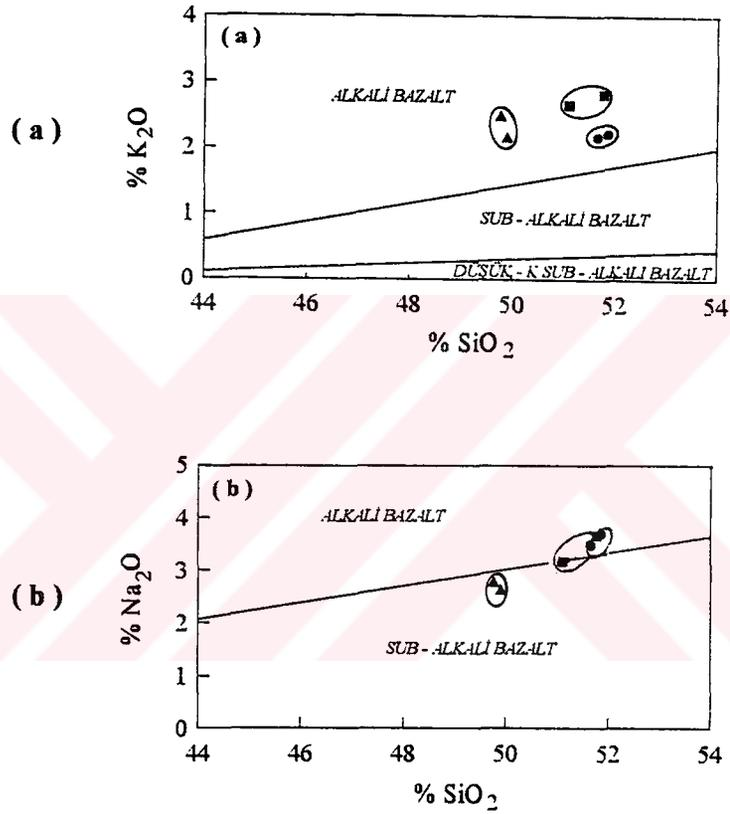 ( a )
% K2O
4
3
2
1
0
( a )
ALKALİ BAZALT
SUB - ALKALİ BAZALT
DÜŞÜK - K SUB - ALKALİ BAZALT
44 46 48 50 52 54
% SiO2
( b )
% Na2O
5
4
3
2
1
0
( b )
ALKALİ BAZALT
SUB - ALKALİ BAZALT
44 46 48 50 52 54
% SiO2